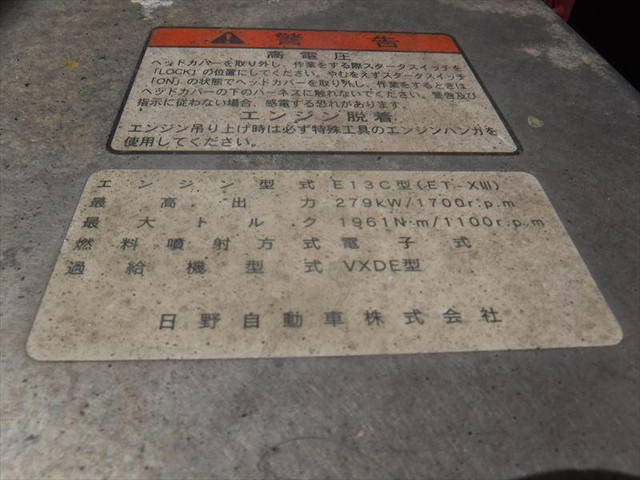 警告
高電圧
ヘッドカバーを取り外し、作業をする際スタータスイッチを
「LOCK」の位置にしてください。やむをえずスタータスイッチ
「ON」の状態でヘッドカバーを取り外し、作業をするときは
ヘッドカバーの下のハーネスに触れないでください。警告及び
指示に従わない場合、感電する恐れがあります。
エンジン脱着
エンジン吊り上げ時は必ず特殊工具のエンジンハンガを
使用してください。
エンジン型式 E13C型(ET-XIII)
最高出力 279kW/1700r.p.m
最大トルク 1961N·m/1100r.p.m
燃料噴射方式 電子式
過給機型式 VXDE型
日野自動車株式会社